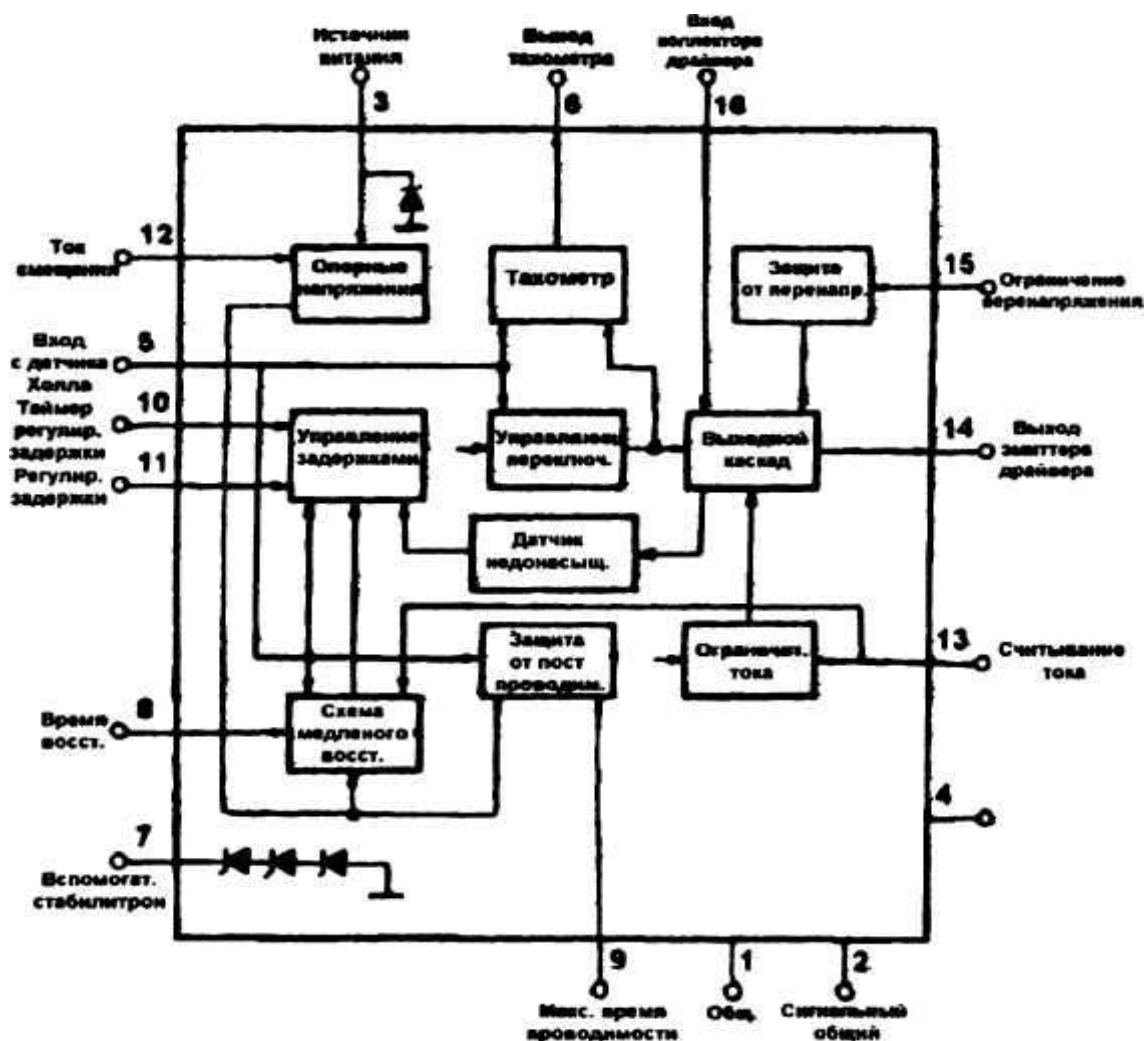 Источник
питания
Выход
тахометра
Вход
коллектора
драйвера
3
6
16
12
Ток
смещения
Опорные
напряжения
Тахометр
Защита
от перенапр.
15
Ограничение
перенапряжения
5
Вход
с датчика
Холла
10
Таймер
регулир.
задержки
11
Регулир.
задержки
Управление
задержками
Управляющ.
переключ.
Выходной
каскад
14
Выход
эмиттера
драйвера
Датчик
недонасыщ.
Защита
от пост
проводим.
Ограничит.
тока
13
Считывание
тока
8
Время
восст.
Схема
медленого
восст.
4
7
Вспомогат.
стабилитрон
9
1
2
Макс. время
проводимости
Общ.
Сигнальный
общий